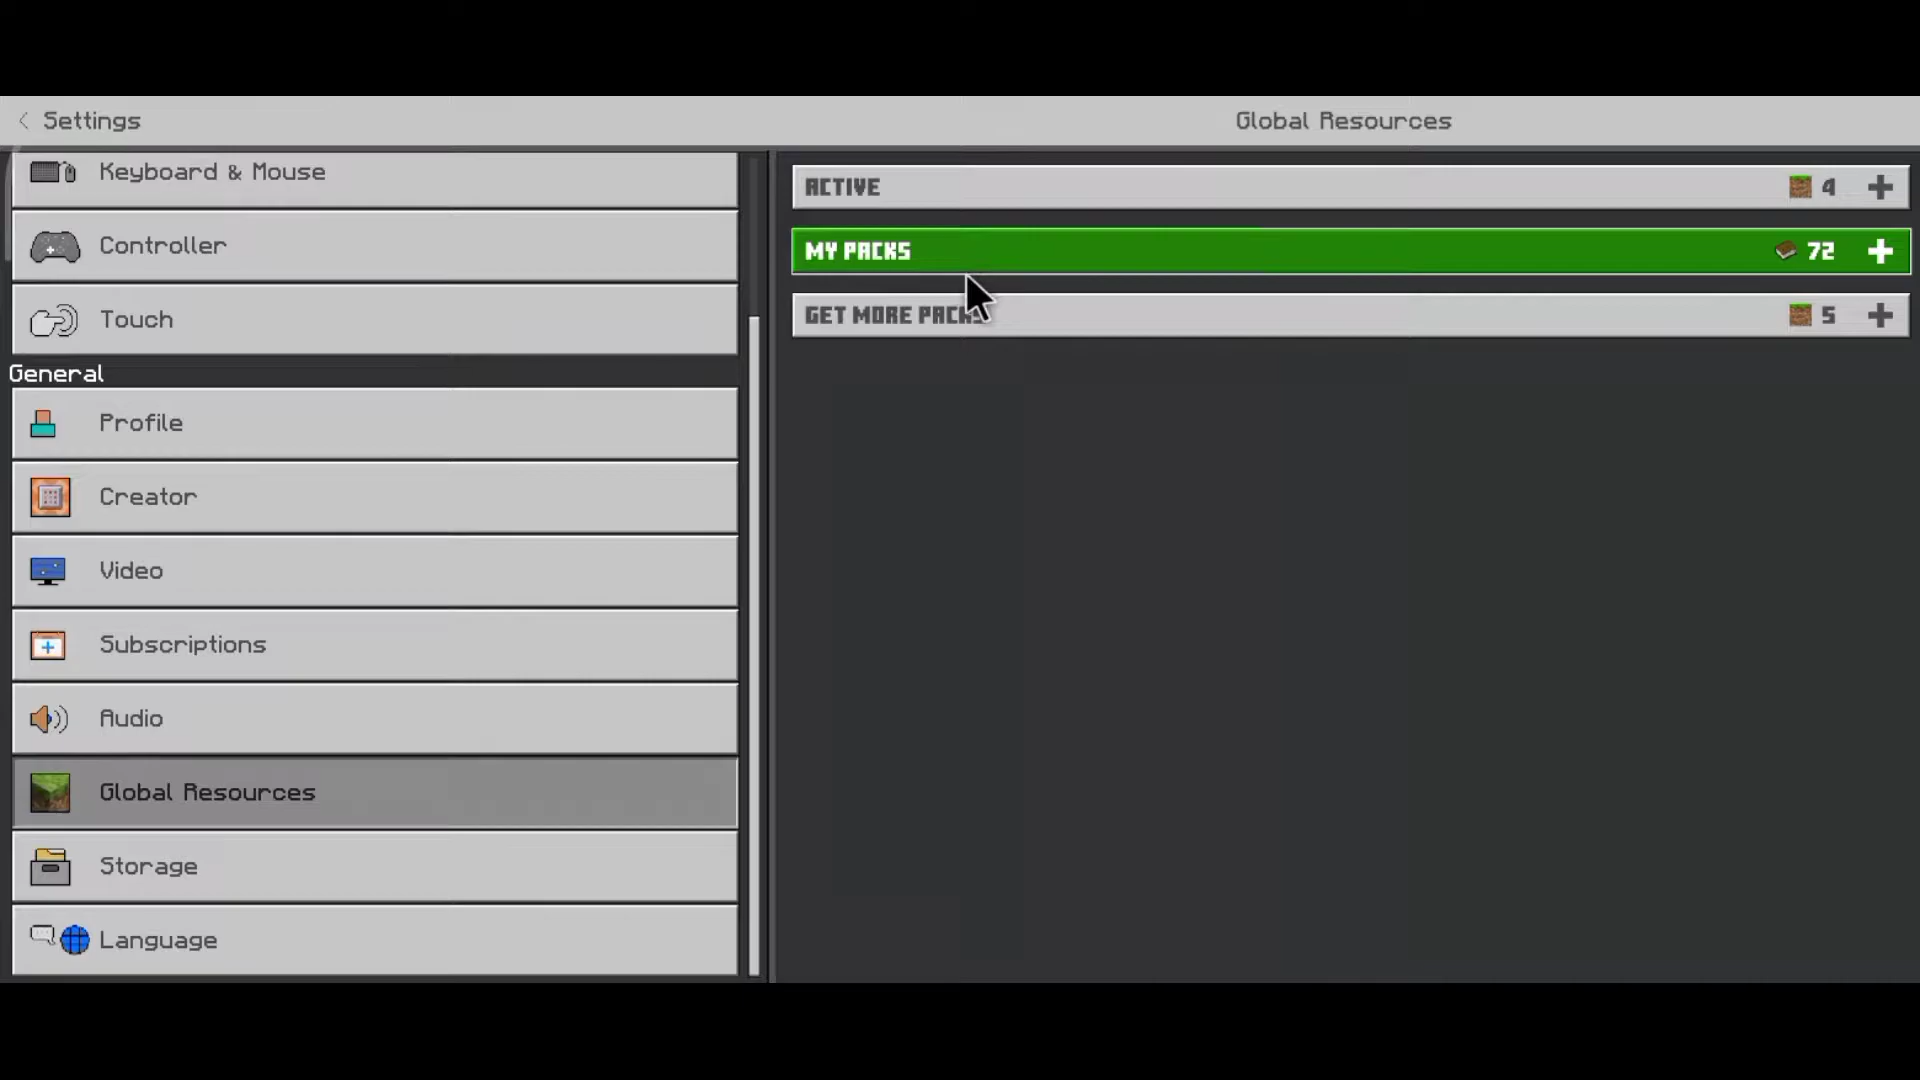 Settings
Global Resources
Keyboard & Mouse
Controller
Touch
General
Profile
Creator
Video
Subscriptions
Audio
Global Resources
Storage
Language
ACTIVE 4
MY PACKS 72
GET MORE PACKS 5